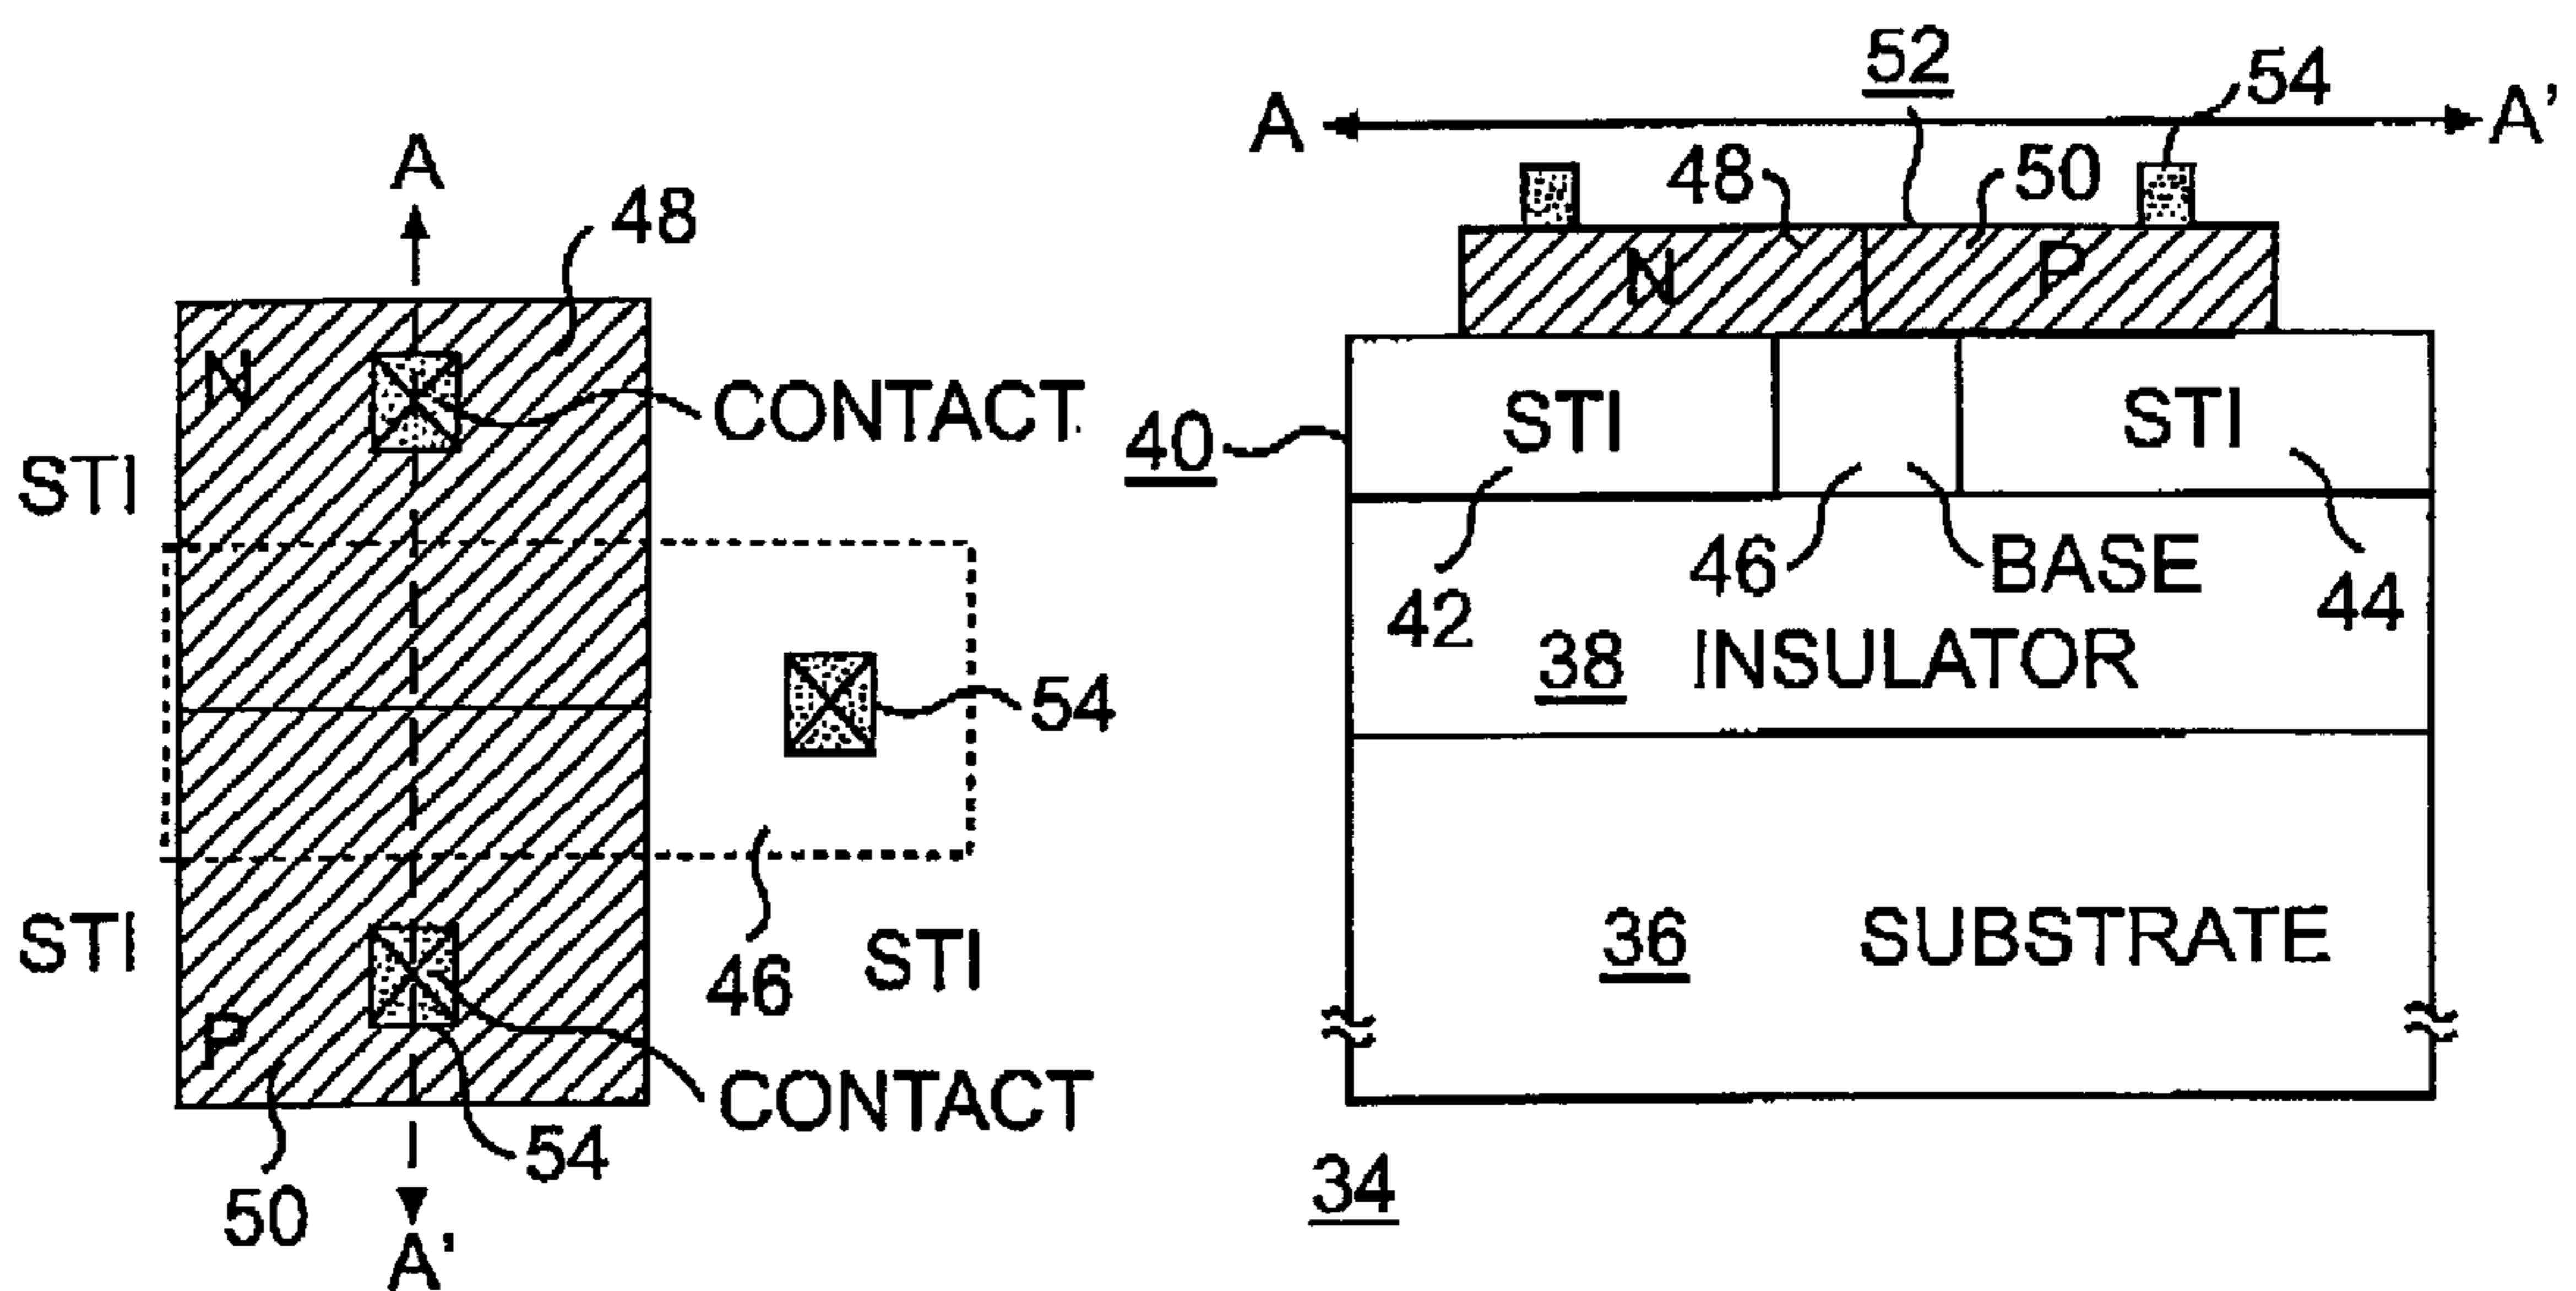 A
48
N
CONTACT
STI
54
46
STI
STI
P
CONTACT
54
50
A'
A
52
54
A'
48
50
N
P
40
STI
STI
42
46
BASE
44
38 INSULATOR
36 SUBSTRATE
34